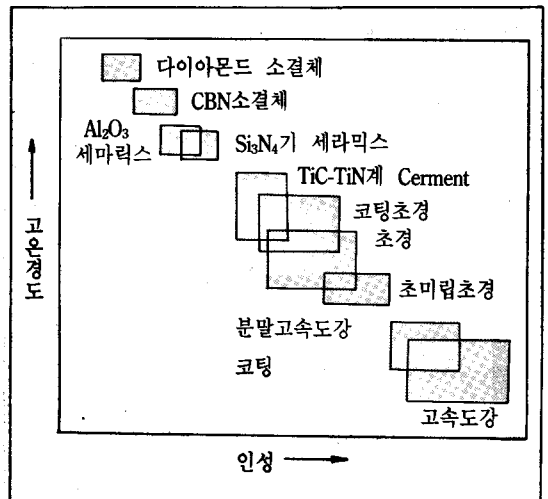 다이아몬드 소결체
CBN소결체
Al₂O₃
세마릭스
Si₃N₄기 세라믹스
TiC-TiN계 Cerment
코팅초경
초경
초미립초경
분말고속도강
코팅
고속도강
고온경도
인성